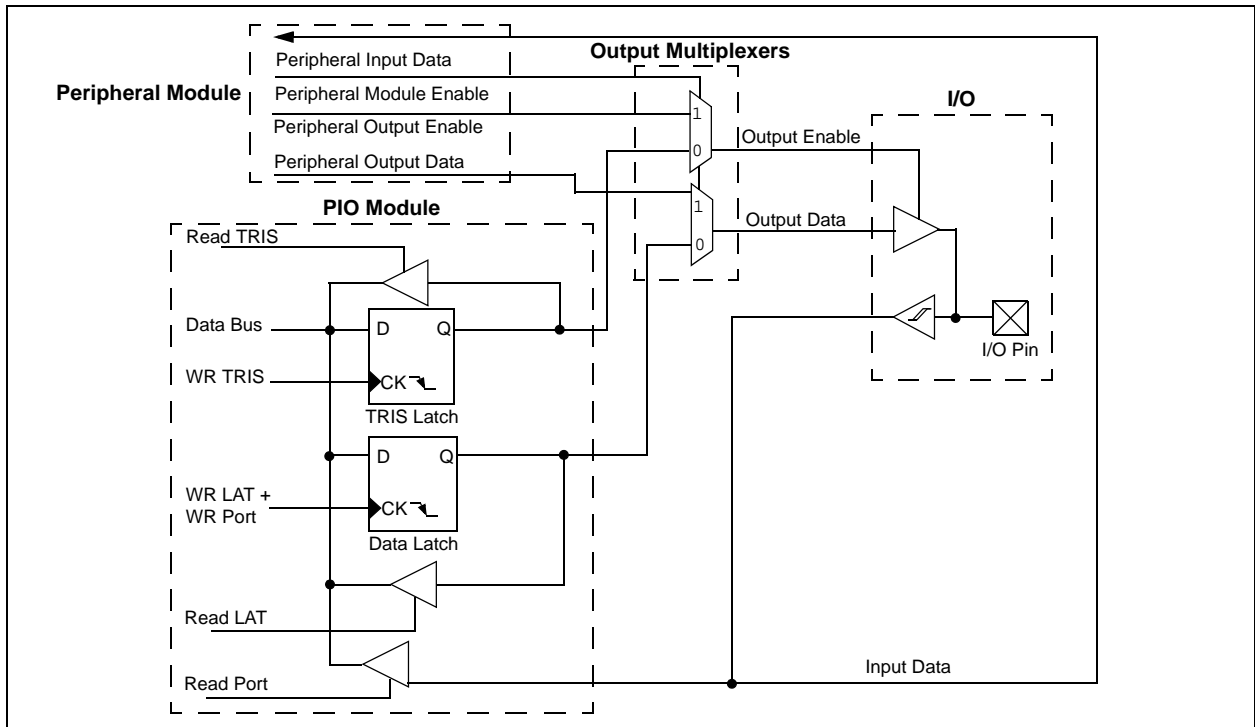 Output Multiplexers
Peripheral Module
Peripheral Input Data
Peripheral Module Enable
Peripheral Output Enable
Peripheral Output Data
I/O
1
0
Output Enable
1
0
Output Data
I/O Pin
PIO Module
Read TRIS
Data Bus
D
Q
WR TRIS
CK
TRIS Latch
D
Q
WR LAT +
WR Port
CK
Data Latch
Read LAT
Read Port
Input Data